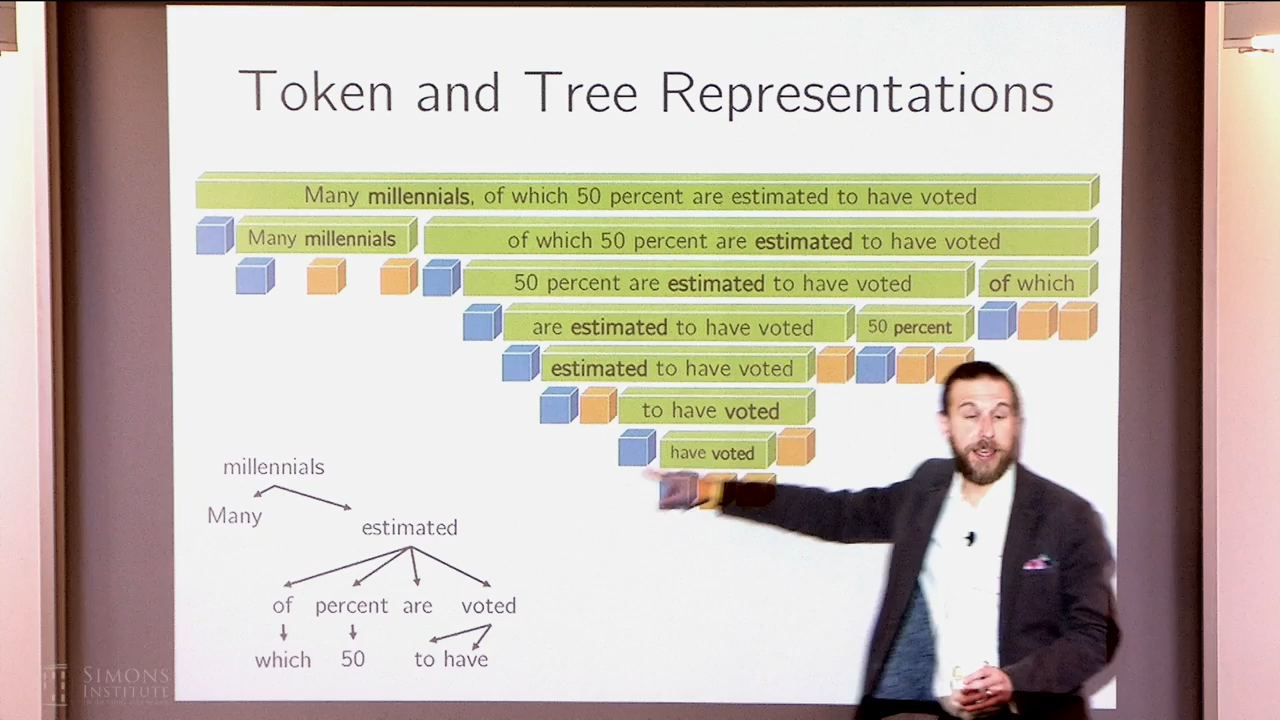 Token and Tree Representations
Many millennials, of which 50 percent are estimated to have voted
Many millennials
of which 50 percent are estimated to have voted
50 percent are estimated to have voted
of which
are estimated to have voted
50 percent
estimated to have voted
to have voted
have voted
millennials
Many
estimated
of percent are voted
which 50 to have
SIMONS
INSTITUTE